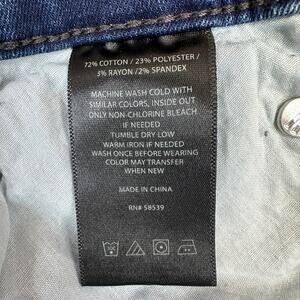 72% COTTON / 23% POLYESTER /
3% RAYON /2% SPANDEX
MACHINE WASH COLD WITH
SIMILAR COLORS, INSIDE OUT
ONLY NON-CHLORINE BLEACH
IF NEEDED
TUMBLE DRY LOW
WARM IRON IF NEEDED
WASH ONCE BEFORE WEARING
COLOR MAY TRANSFER
WHEN NEW
MADE IN CHINA
RN# 58539